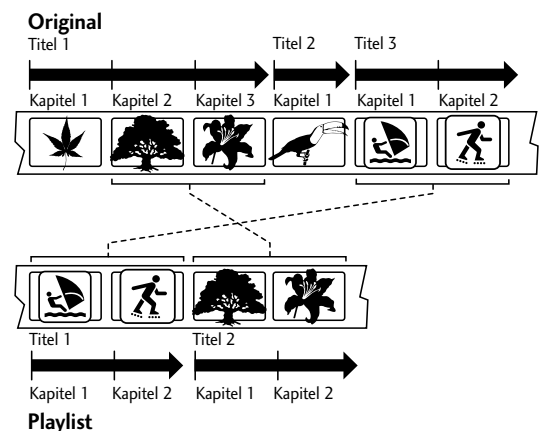 Original
Titel 1 Titel 2 Titel 3
Kapitel 1 Kapitel 2 Kapitel 3 Kapitel 1 Kapitel 1 Kapitel 2
Titel 1 Titel 2
Kapitel 1 Kapitel 2 Kapitel 1 Kapitel 2
Playlist